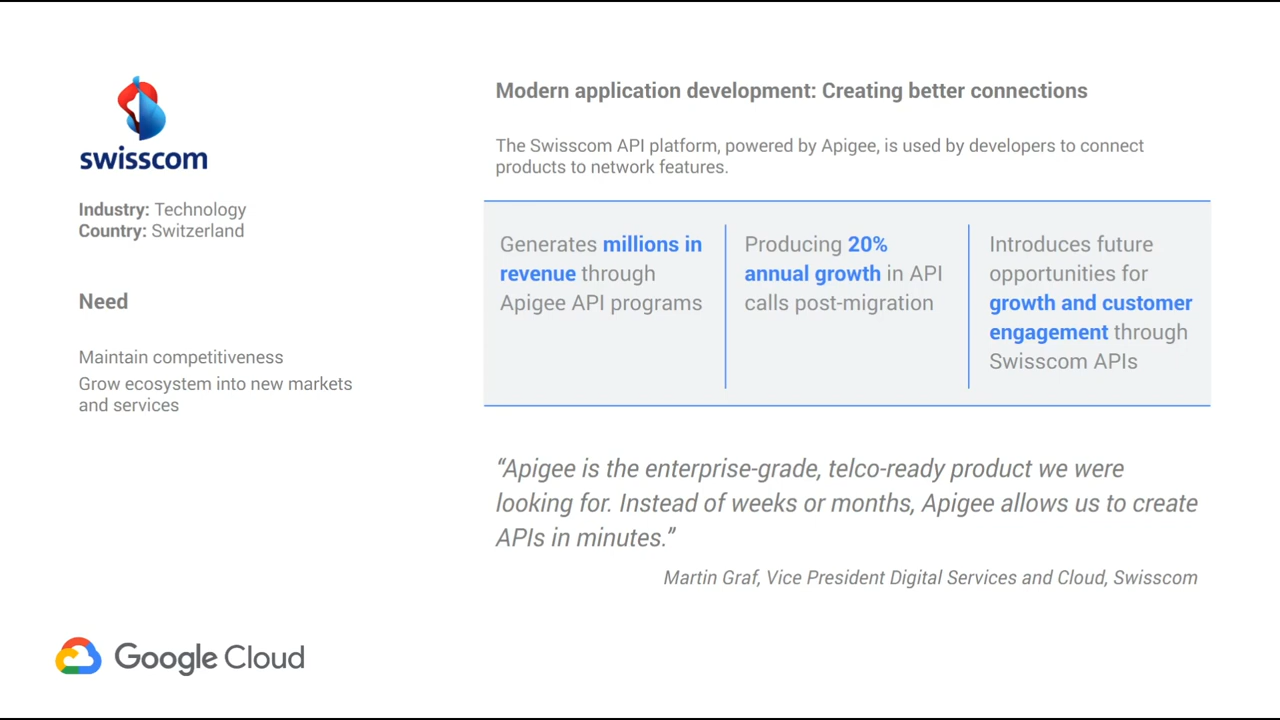 swisscom
Industry: Technology
Country: Switzerland
Need
Maintain competitiveness
Grow ecosystem into new markets
and services
Modern application development: Creating better connections
The Swisscom API platform, powered by Apigee, is used by developers to connect
products to network features.
Generates millions in
revenue through
Apigee API programs
Producing 20%
annual growth in API
calls post-migration
Introduces future
opportunities for
growth and customer
engagement through
Swisscom APIs
“Apigee is the enterprise-grade, telco-ready product we were
looking for. Instead of weeks or months, Apigee allows us to create
APIs in minutes.”
Martin Graf, Vice President Digital Services and Cloud, Swisscom
Google Cloud